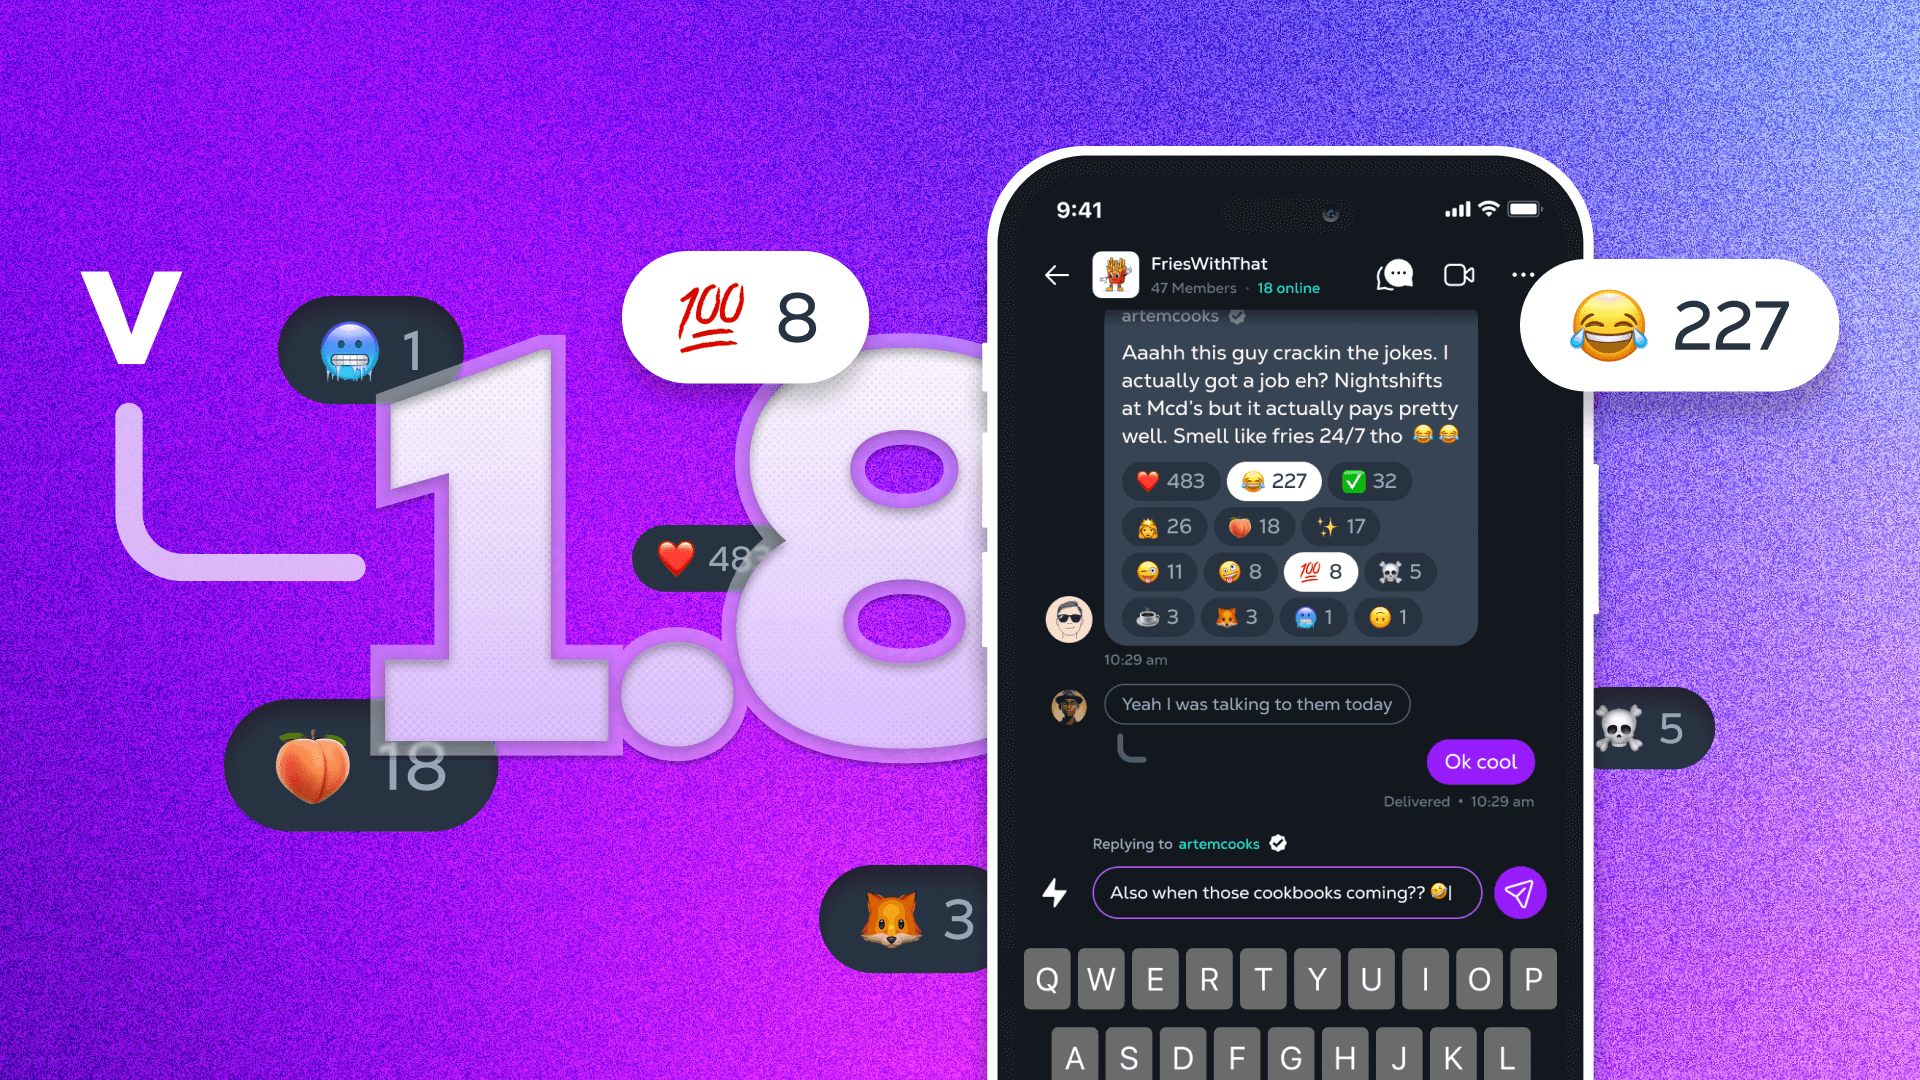 V
1.8
🥶 1
💯 8
❤️ 48
🍑 18
🦊 3
😂 227
☠️ 5
9:41
FriesWithThat
47 Members · 18 online
artemcooks
Aaahh this guy crackin the jokes. I
actually got a job eh? Nightshifts
at Mcd's but it actually pays pretty
well. Smell like fries 24/7 tho 😂😂
❤️ 483 😂 227 ✅ 32
👸 26 🍑 18 ✨ 17
😜 11 🤪 8 💯 8 ☠️ 5
☕ 3 🦊 3 🥶 1 🙃 1
10:29 am
Yeah I was talking to them today
Ok cool
Delivered • 10:29 am
Replying to artemcooks
Also when those cookbooks coming?? 🤣
Q W E R T Y U I O P
A S D F G H J K L